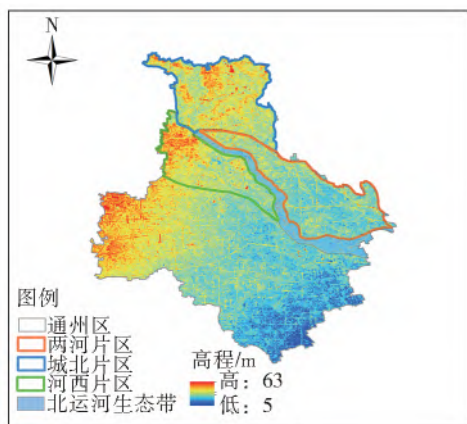 N
图例
通州区
两河片区
城北片区
河西片区
北运河生态带
高程/m
高：63
低：5